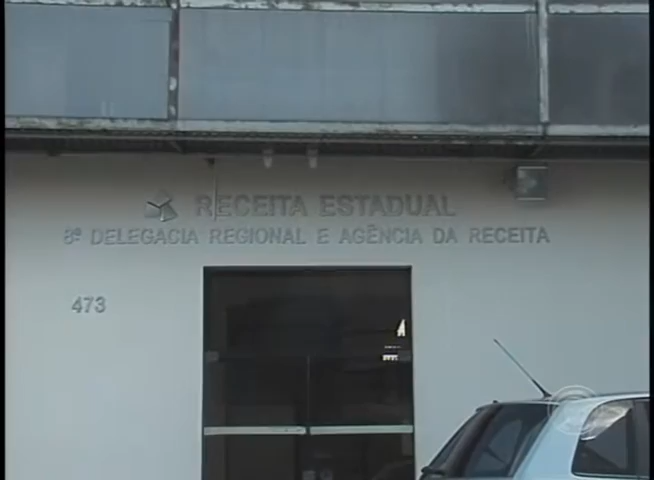 RECEITA ESTADUAL
8ª DELEGACIA REGIONAL E AGÊNCIA DA RECEITA
473